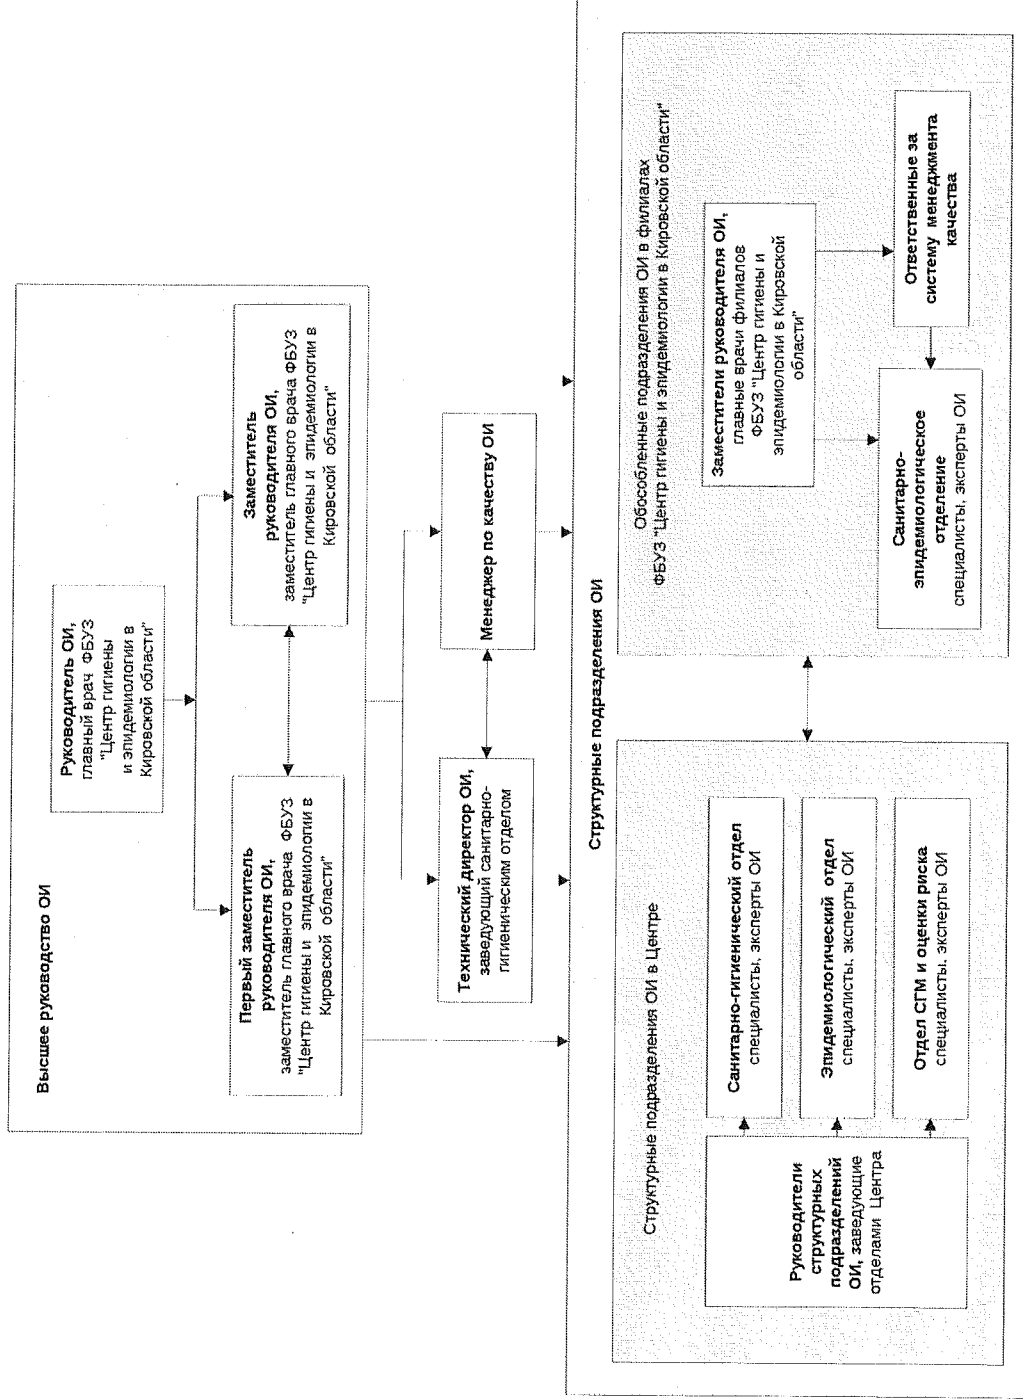 Высшее руководство ОИ
Руководитель ОИ,
главный врач ФБУЗ
"Центр гигиены
и эпидемиологии в
Кировской области"
Первый заместитель
руководителя ОИ,
заместитель главного врача ФБУЗ
"Центр гигиены и эпидемиологии в
Кировской области"
Заместитель
руководителя ОИ,
заместитель главного врача ФБУЗ
"Центр гигиены и эпидемиологии в
Кировской области"
Технический директор ОИ,
заведующий санитарно-
гигиеническим отделом
Менеджер по качеству ОИ
Структурные подразделения ОИ
Структурные подразделения ОИ в Центре
Руководители
структурных
подразделений
ОИ, заведующие
отделами Центра
Санитарно-гигиенический отдел
специалисты, эксперты ОИ
Эпидемиологический отдел
специалисты, эксперты ОИ
Отдел СГМ и оценки риска
специалисты, эксперты ОИ
Обособленные подразделения ОИ в филиалах
ФБУЗ "Центр гигиены и эпидемиологии в Кировской области"
Заместители руководителя ОИ,
главные врачи филиалов
ФБУЗ "Центр гигиены и
эпидемиологии в Кировской
области"
Санитарно-
эпидемиологическое
отделение
специалисты, эксперты ОИ
Ответственные за
систему менеджмента
качества